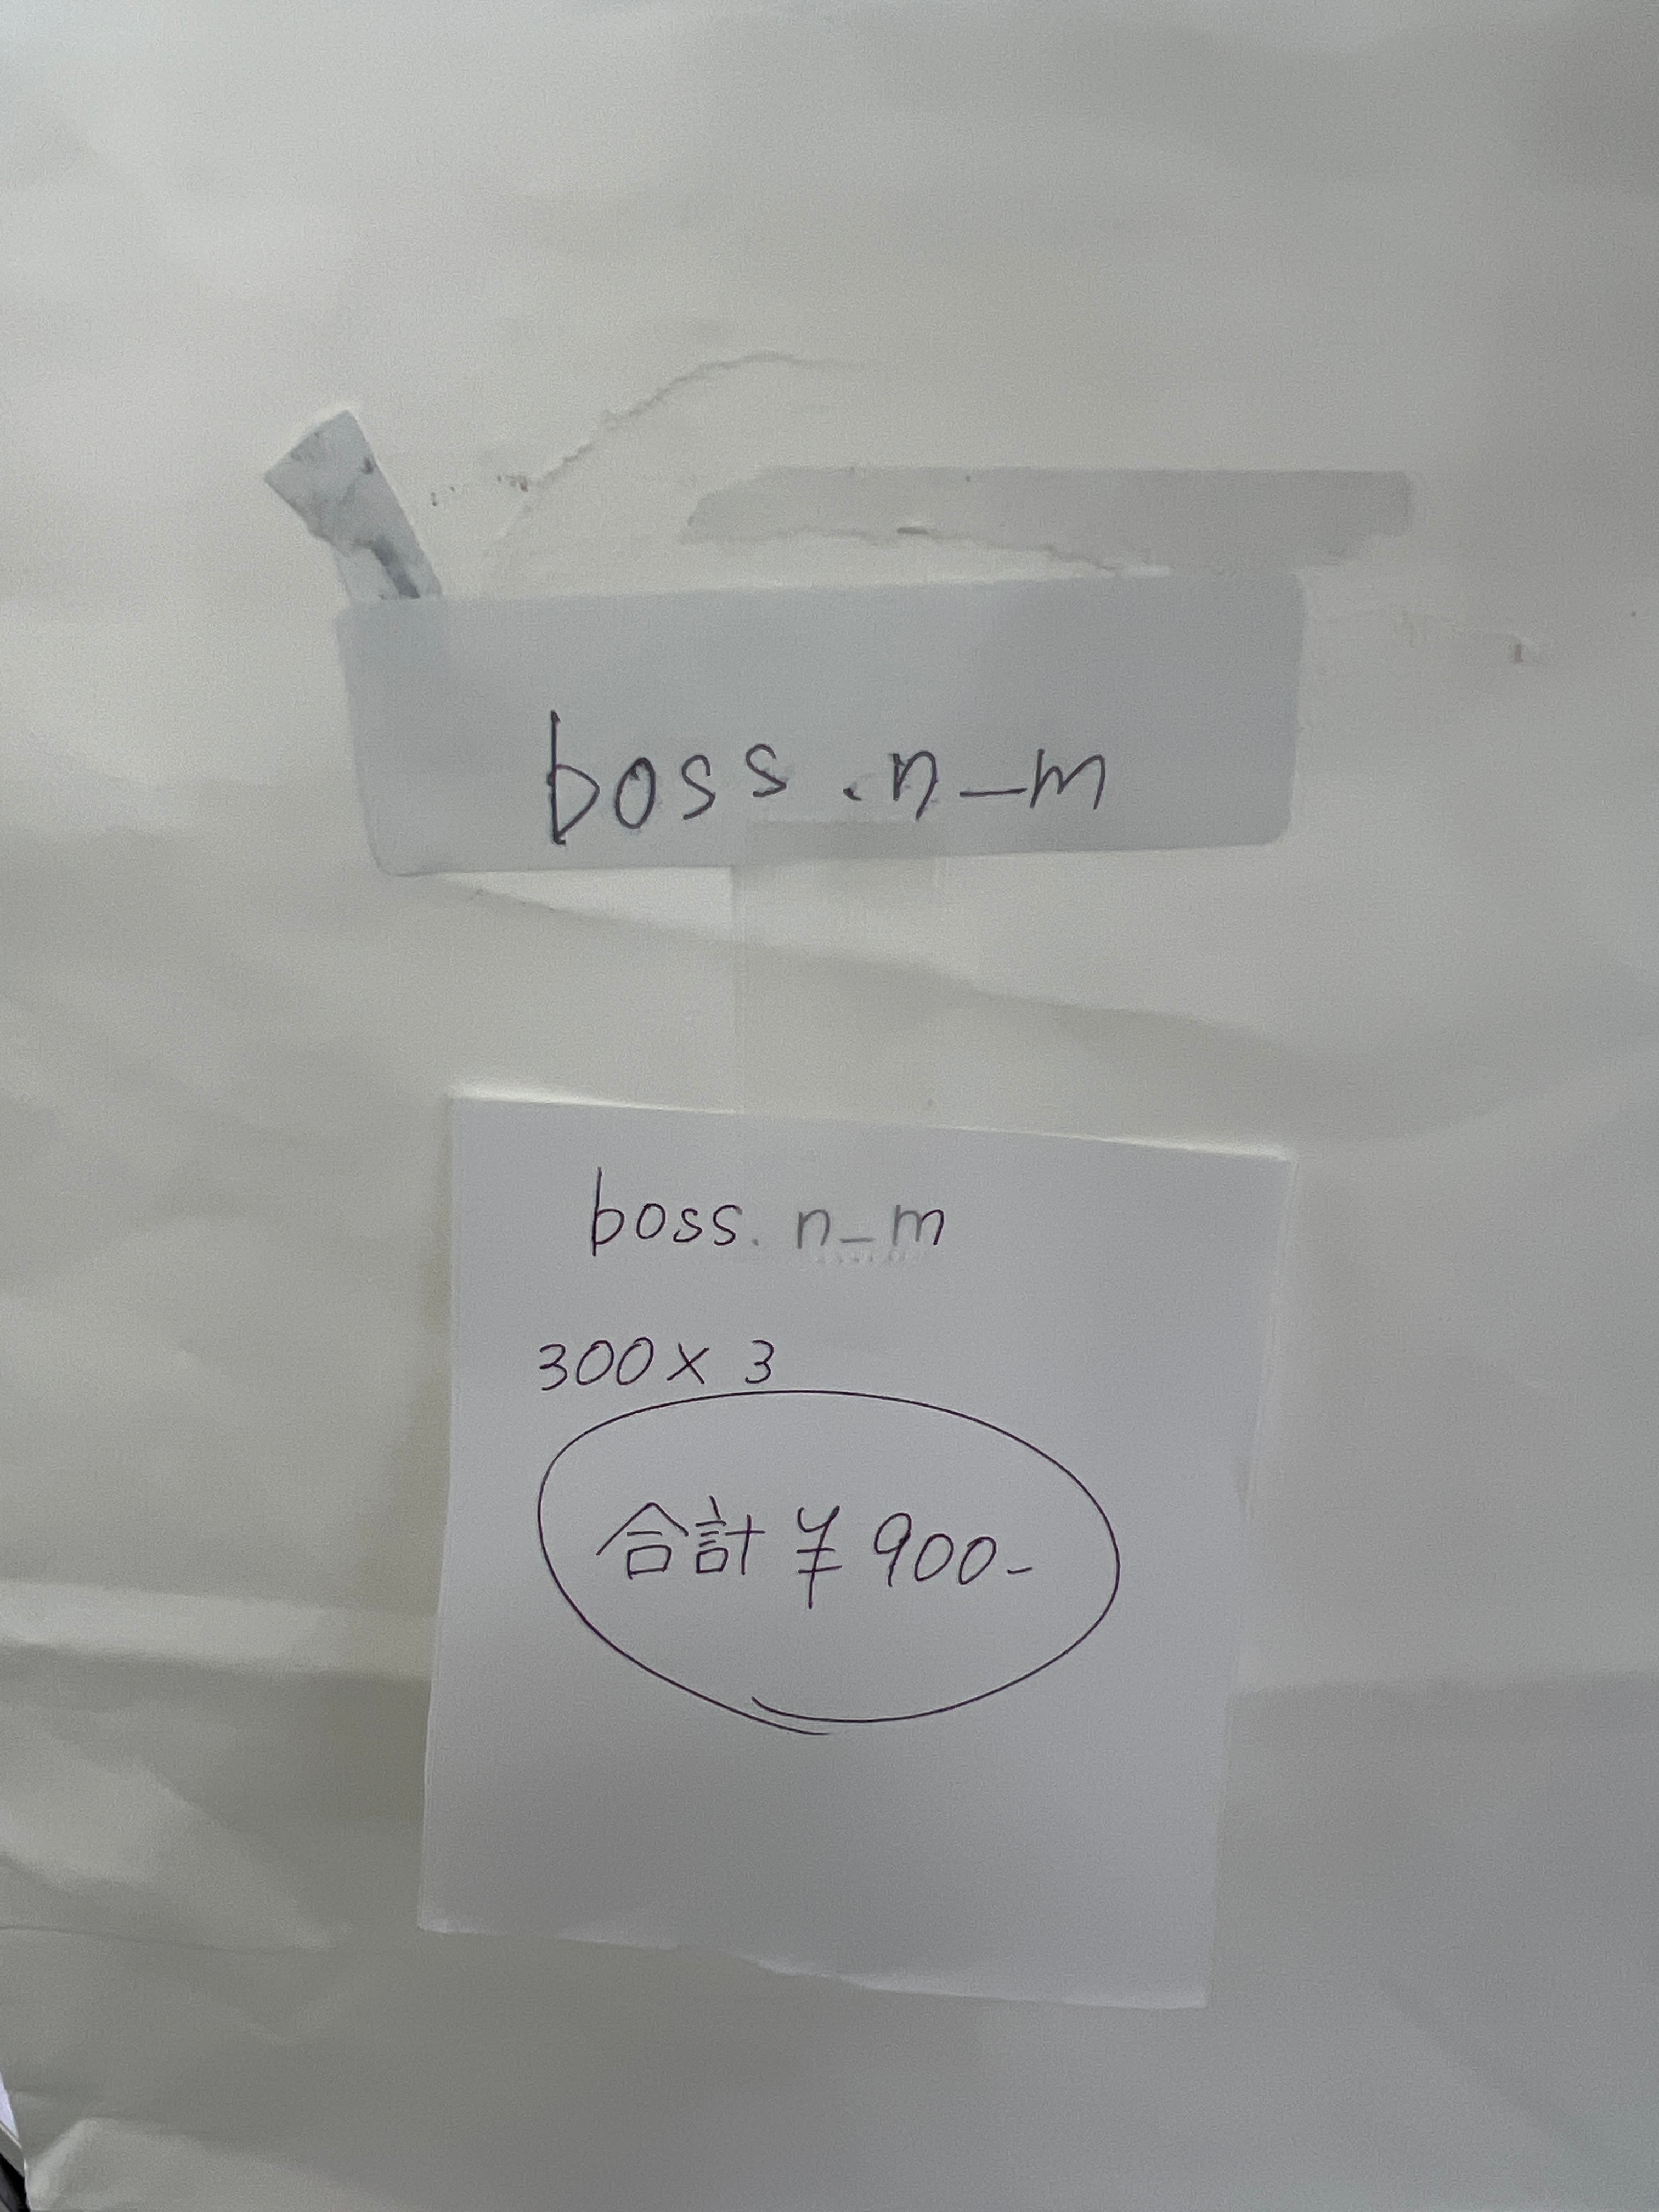 boss.n_m
boss.n_m
300×3
合計¥900-